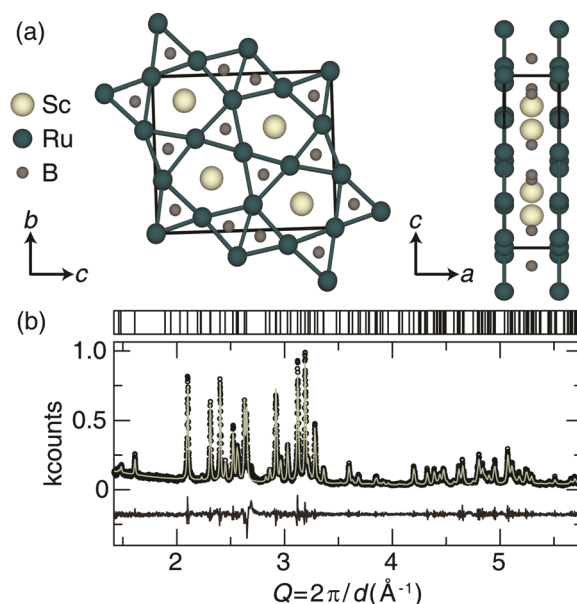 (a)
Sc
Ru
B
b
c
c
a
(b)
1.0
0.5
0
kcounts
2 3 4 5
Q=2π/d(Å⁻¹)